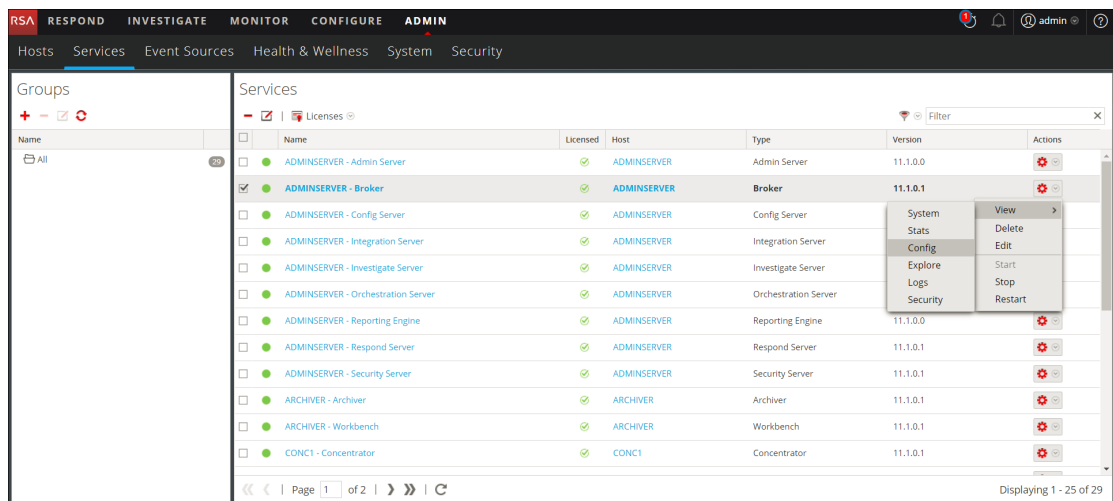 RSA RESPOND INVESTIGATE MONITOR CONFIGURE ADMIN 1 admin ?
Hosts Services Event Sources Health & Wellness System Security
Groups
Name
All 29
Services
Licenses Filter
Name Licensed Host Type Version Actions
ADMINSERVER - Admin Server ADMINSERVER Admin Server 11.1.0.0
ADMINSERVER - Broker ADMINSERVER Broker 11.1.0.1
ADMINSERVER - Config Server ADMINSERVER Config Server
ADMINSERVER - Integration Server ADMINSERVER Integration Server
ADMINSERVER - Investigate Server ADMINSERVER Investigate Server
ADMINSERVER - Orchestration Server ADMINSERVER Orchestration Server
ADMINSERVER - Reporting Engine ADMINSERVER Reporting Engine 11.1.0.0
ADMINSERVER - Respond Server ADMINSERVER Respond Server 11.1.0.1
ADMINSERVER - Security Server ADMINSERVER Security Server 11.1.0.1
ARCHIVER - Archiver ARCHIVER Archiver 11.1.0.1
ARCHIVER - Workbench ARCHIVER Workbench 11.1.0.1
CONC1 - Concentrator CONC1 Concentrator 11.1.0.1
System
Stats
Config
Explore
Logs
Security
View
Delete
Edit
Start
Stop
Restart
Page 1 of 2 Displaying 1 - 25 of 29